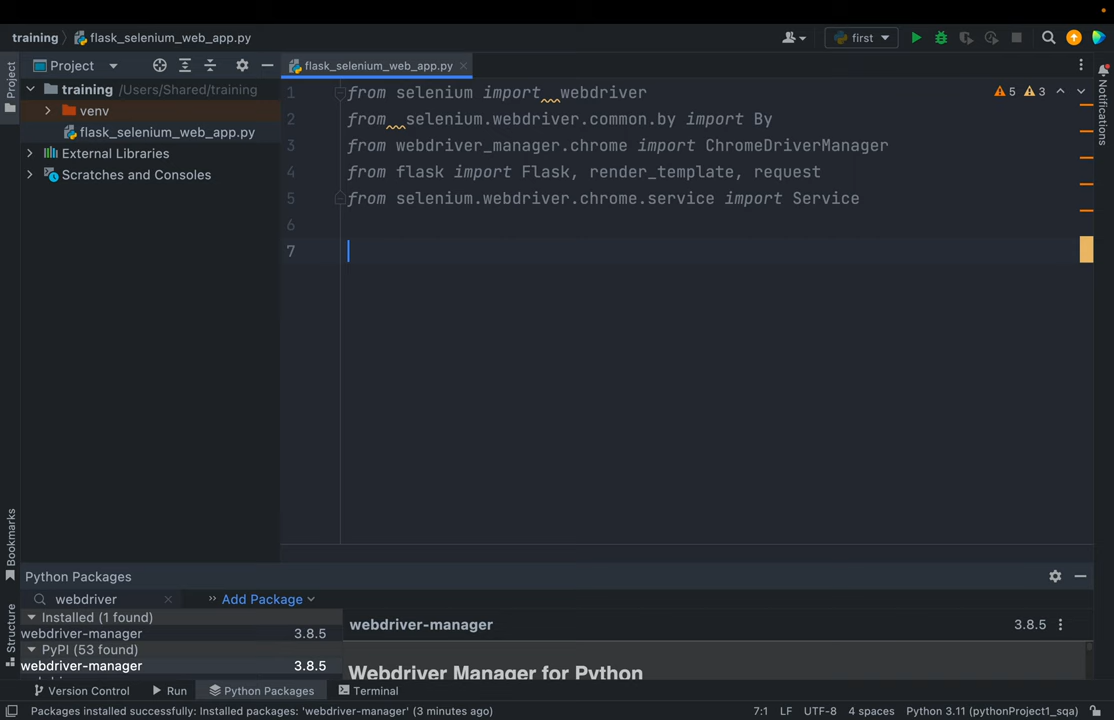 training
flask_selenium_web_app.py
first
Project
Project
flask_selenium_web_app.py
training /Users/Shared/training
venv
flask_selenium_web_app.py
External Libraries
Scratches and Consoles
1 from selenium import  webdriver
2 from  selenium.webdriver.common.by import By
3 from webdriver_manager.chrome import ChromeDriverManager
4 from flask import Flask, render_template, request
5 from selenium.webdriver.chrome.service import Service
6
7
5 3
Notifications
Bookmarks
Structure
Python Packages
webdriver
Add Package
Installed (1 found)
webdriver-manager 3.8.5
PyPI (53 found)
webdriver-manager 3.8.5
webdriver-manager 3.8.5
Webdriver Manager for Python
Version Control Run Python Packages Terminal
Packages installed successfully: Installed packages: 'webdriver-manager' (3 minutes ago) 7:1 LF UTF-8 4 spaces Python 3.11 (pythonProject1_sqa)